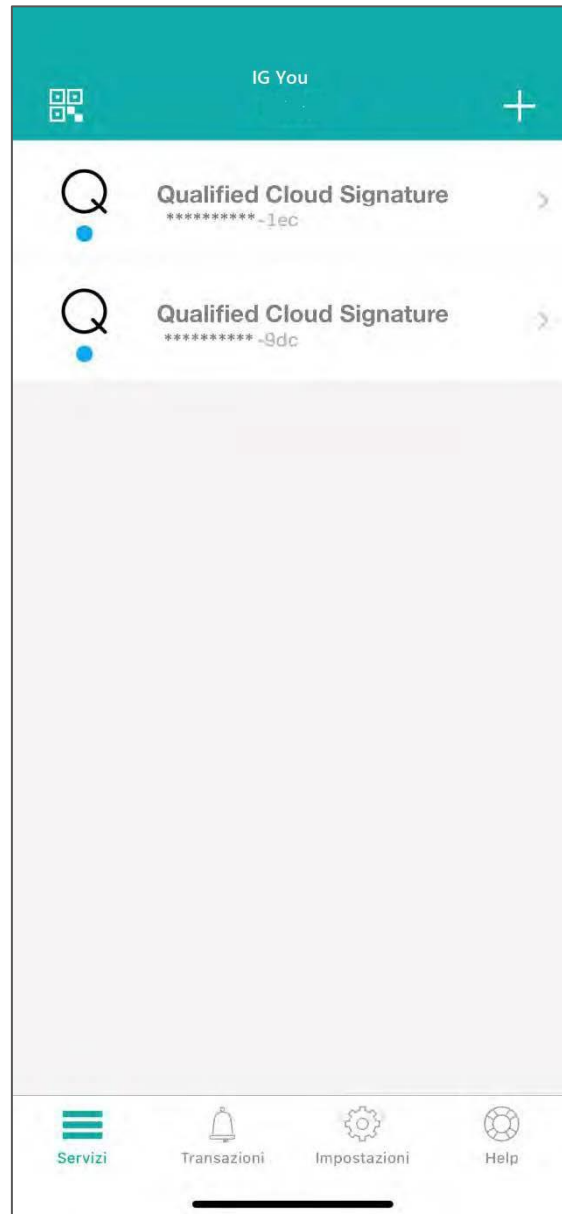 IG You
Qualified Cloud Signature
**********-1ec
Qualified Cloud Signature
**********-9dc
Servizi
Transazioni
Impostazioni
Help